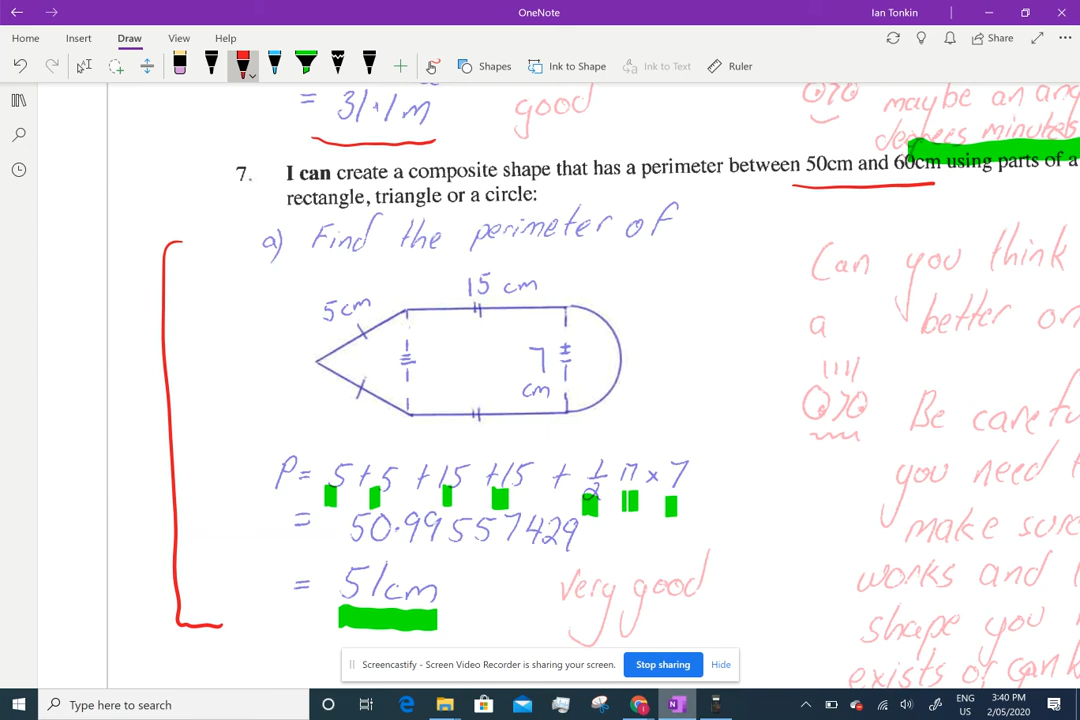 OneNote
Ian Tonkin
Home Insert Draw View Help
Share
Shapes Ink to Shape Ink to Text Ruler
= 31.1m good
maybe an ang
degrees minutes
7. I can create a composite shape that has a perimeter between 50cm and 60cm using parts of a
rectangle, triangle or a circle:
a) Find the perimeter of
Can you think
a better
15 cm
5cm
7
cm
Be
you need
make sure
works and
shape you
exists or
P= 5+5 +15 +15 + 1/2 π × 7
= 50.99557429
= 51cm very good
Screencastify - Screen Video Recorder is sharing your screen. Stop sharing Hide
Type here to search
ENG
US
3:40 PM
2/05/2020